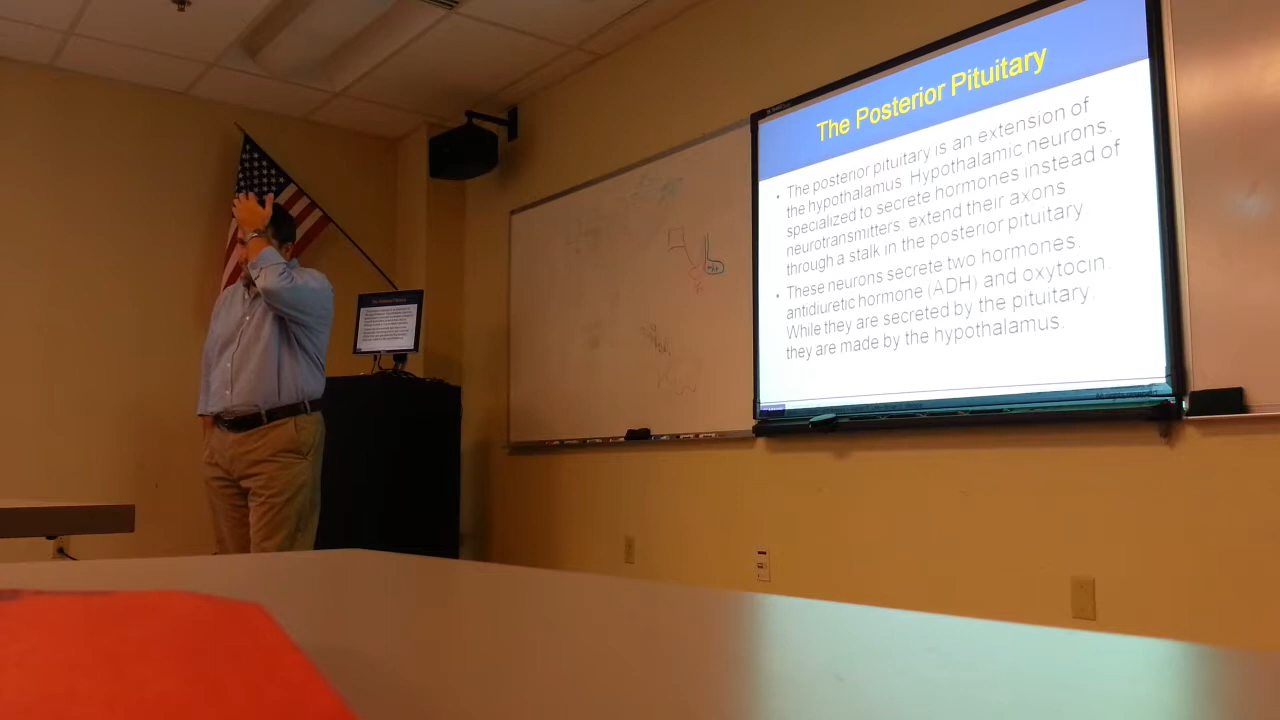 The Posterior Pituitary
• The posterior pituitary is an extension of
the hypothalamus. Hypothalamic neurons,
specialized to secrete hormones instead of
neurotransmitters, extend their axons
through a stalk in the posterior pituitary
• These neurons secrete two hormones,
antidiuretic hormone (ADH) and oxytocin.
While they are secreted by the pituitary
they are made by the hypothalamus.